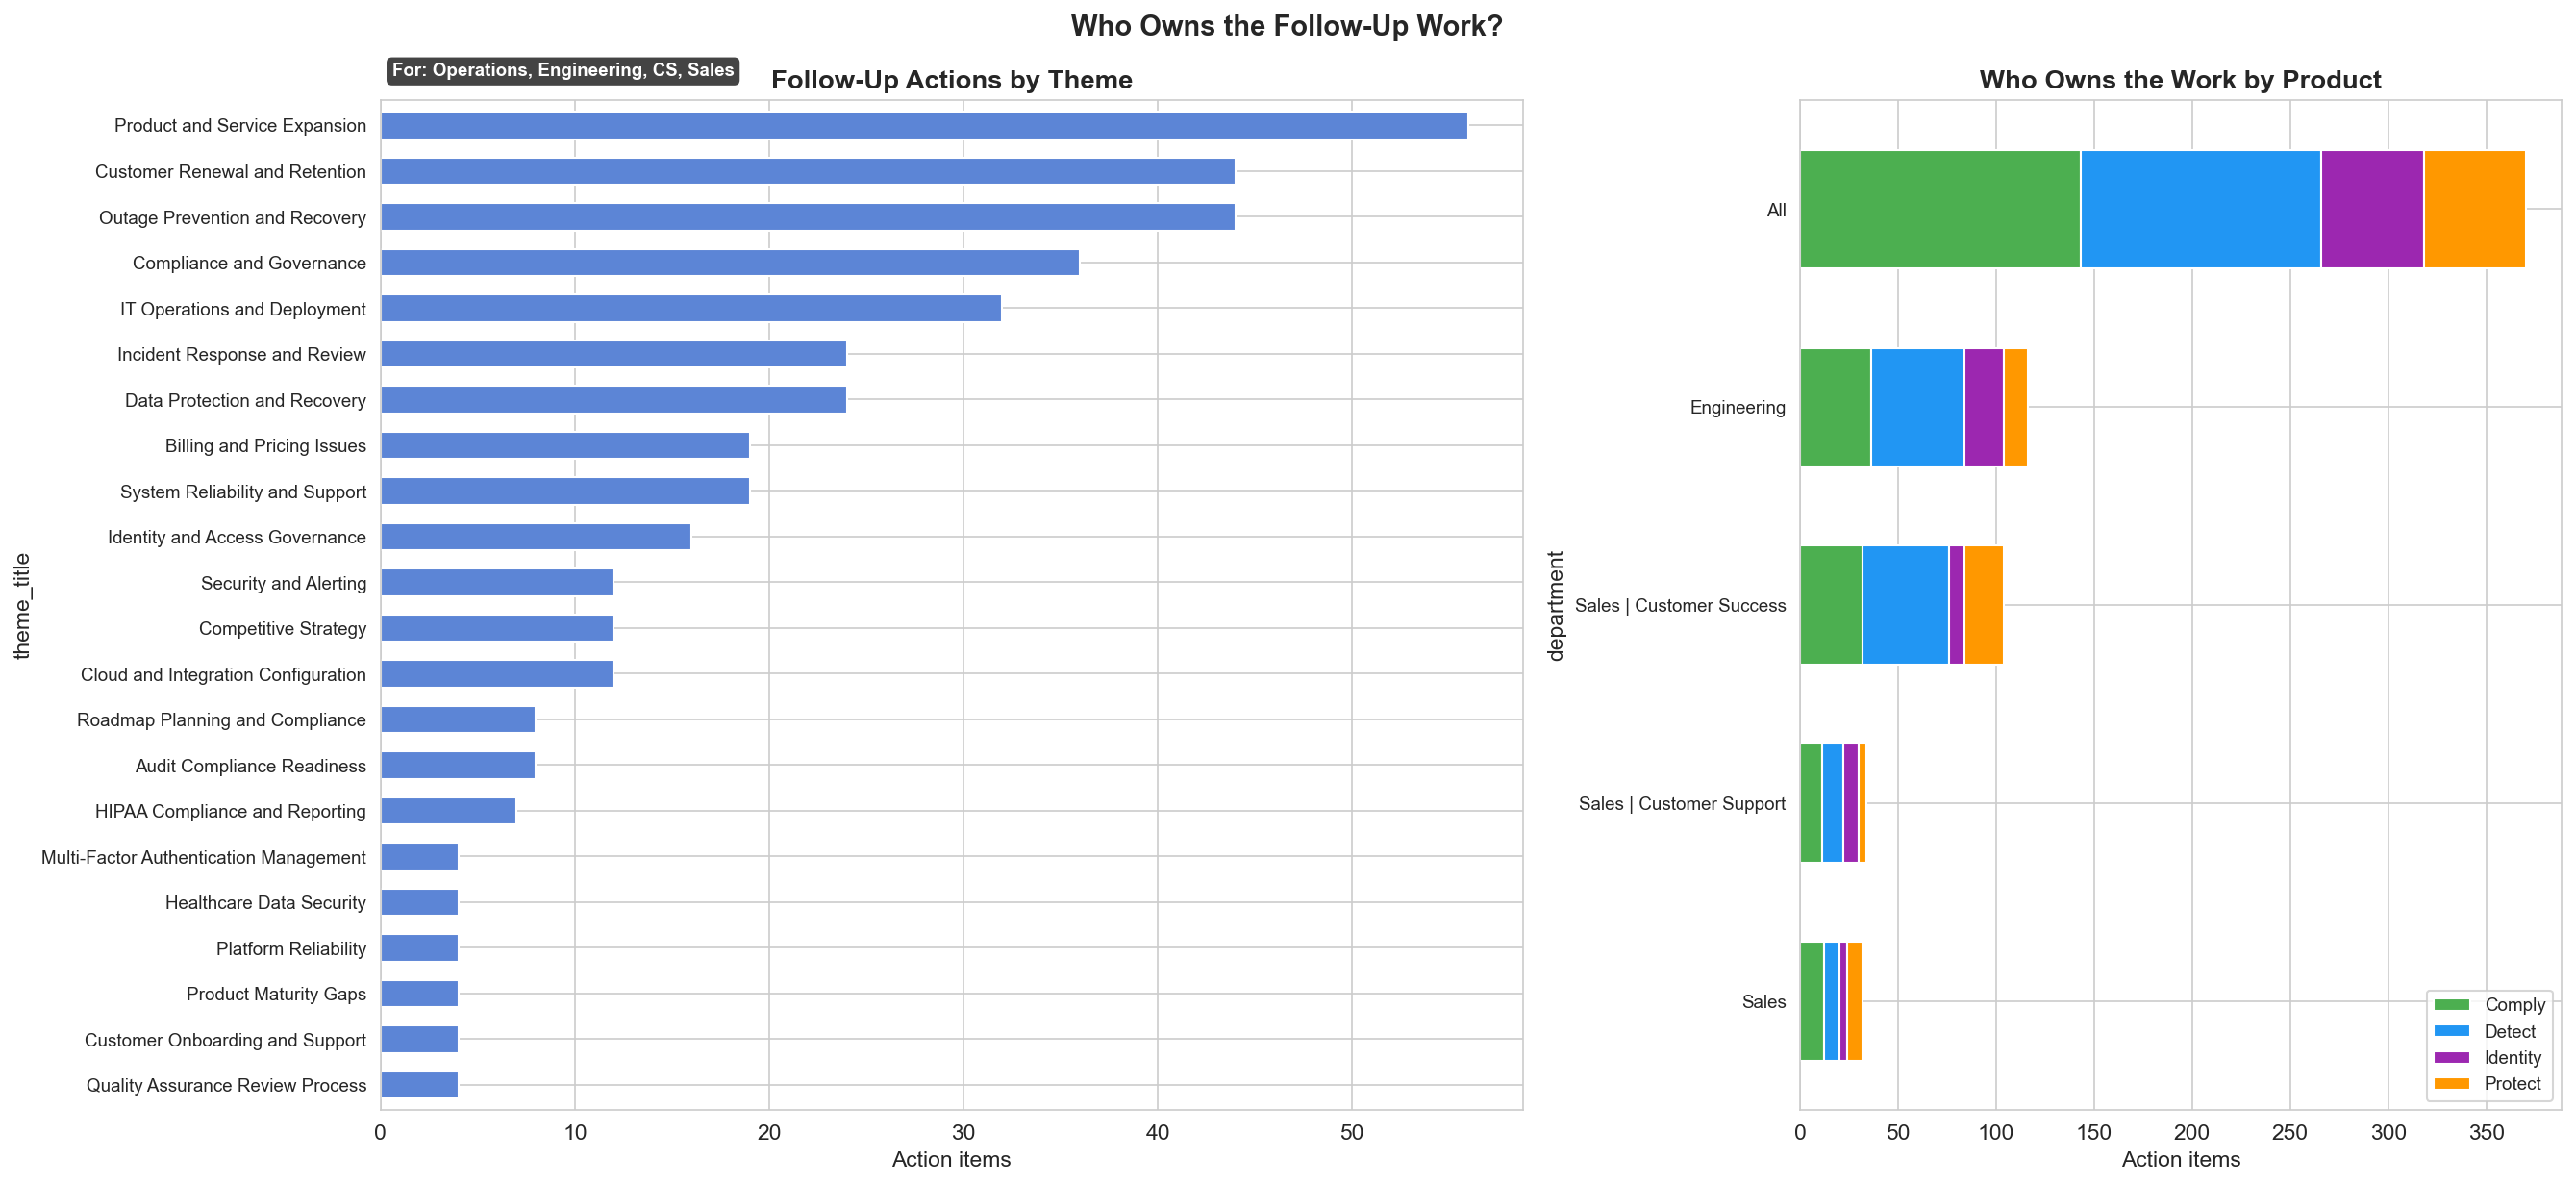 Who Owns the Follow-Up Work?
For: Operations, Engineering, CS, Sales
Follow-Up Actions by Theme
theme_title
Product and Service Expansion
Customer Renewal and Retention
Outage Prevention and Recovery
Compliance and Governance
IT Operations and Deployment
Incident Response and Review
Data Protection and Recovery
Billing and Pricing Issues
System Reliability and Support
Identity and Access Governance
Security and Alerting
Competitive Strategy
Cloud and Integration Configuration
Roadmap Planning and Compliance
Audit Compliance Readiness
HIPAA Compliance and Reporting
Multi-Factor Authentication Management
Healthcare Data Security
Platform Reliability
Product Maturity Gaps
Customer Onboarding and Support
Quality Assurance Review Process
0 10 20 30 40 50
Action items
Who Owns the Work by Product
department
All
Engineering
Sales | Customer Success
Sales | Customer Support
Sales
Comply
Detect
Identity
Protect
0 50 100 150 200 250 300 350
Action items